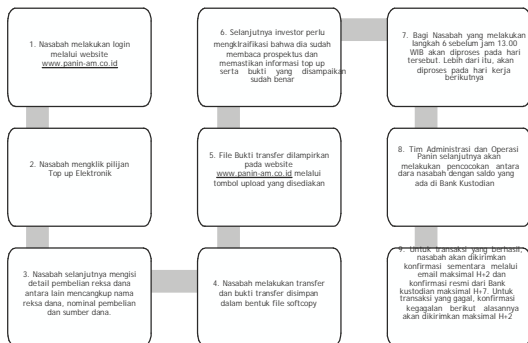 1. Nasabah melakukan login
melalui website
www.panin-am.co.id
2. Nasabah mengklik pilijan
Top up Elektronik
3. Nasabah selanjutnya mengisi
detail pembelian reksa dana
antara lain mencangkup nama
reksa dana, nominal pembelian
dan sumber dana.
4. Nasabah melakukan transfer
dan bukti transfer disimpan
dalam bentuk file softcopy
5. File Bukti transfer dilampirkan
pada website
www.panin-am.co.id melalui
tombol upload yang disediakan
6. Selanjutnya investor perlu
mengklraifikasi bahwa dia sudah
membaca prospektus dan
memastikan informasi top up
serta bukti yang disampaikan
sudah benar
7. Bagi Nasabah yang melakukan
langkah 6 sebelum jam 13.00
WIB akan diproses pada hari
tersebut. Lebih dari itu, akan
diproses pada hari kerja
berikutnya
8. Tim Administrasi dan Operasi
Panin selanjutnya akan
melakukan pencocokan antara
dara nasabah dengan saldo yang
ada di Bank Kustodian
9. Untuk transaksi yang berhasil,
nasabah akan dikirimkan
konfirmasi sementara melalui
email maksimal H+2 dan
konfirmasi resmi dari Bank
kustodian maksimal H+7. Untuk
transaksi yang gagal, konfirmasi
kegagalan berikut alasannya
akan dikirimkan maksimal H+2